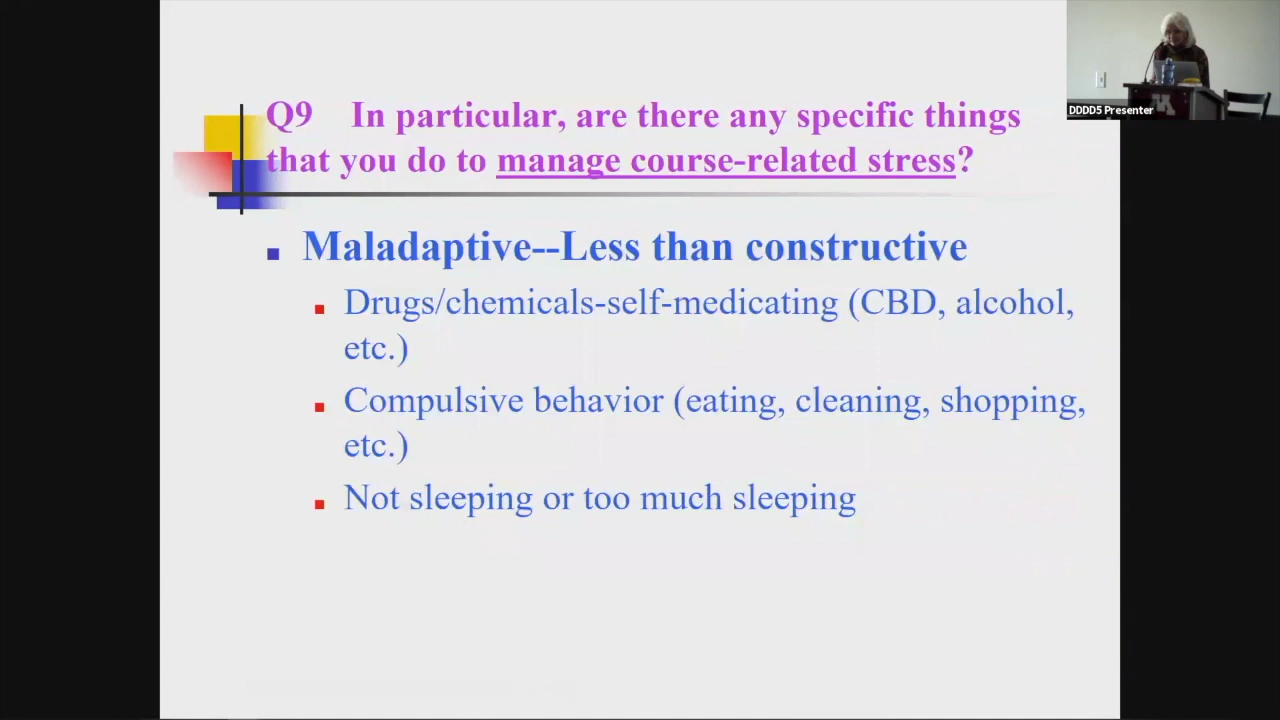 Q9 In particular, are there any specific things
that you do to manage course-related stress?
Maladaptive--Less than constructive
Drugs/chemicals-self-medicating (CBD, alcohol,
etc.)
Compulsive behavior (eating, cleaning, shopping,
etc.)
Not sleeping or too much sleeping
DDDD5 Presenter